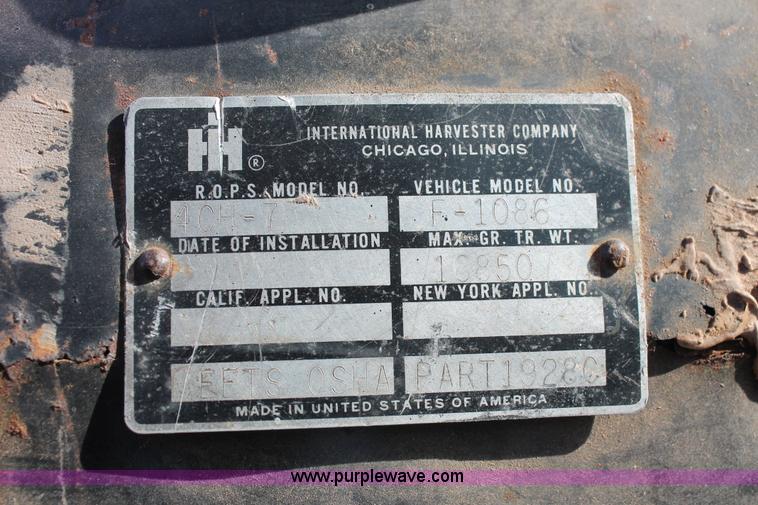 IH ®
INTERNATIONAL HARVESTER COMPANY
CHICAGO, ILLINOIS
R.O.P.S. MODEL NO. VEHICLE MODEL NO.
4CH-7 F-1086
DATE OF INSTALLATION MAX. GR. TR. WT.
CALIF. APPL. NO. NEW YORK APPL. NO.
MEETS OSHA PART1928C
MADE IN UNITED STATES OF AMERICA
www.purplewave.com